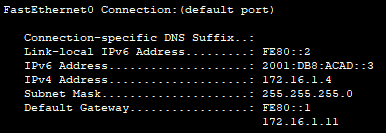 FastEthernet0 Connection:(default port)
Connection-specific DNS Suffix..:
Link-local IPv6 Address.........: FE80::2
IPv6 Address....................: 2001:DB8:ACAD::3
IPv4 Address....................: 172.16.1.4
Subnet Mask.....................: 255.255.255.0
Default Gateway.................: FE80::1
172.16.1.11